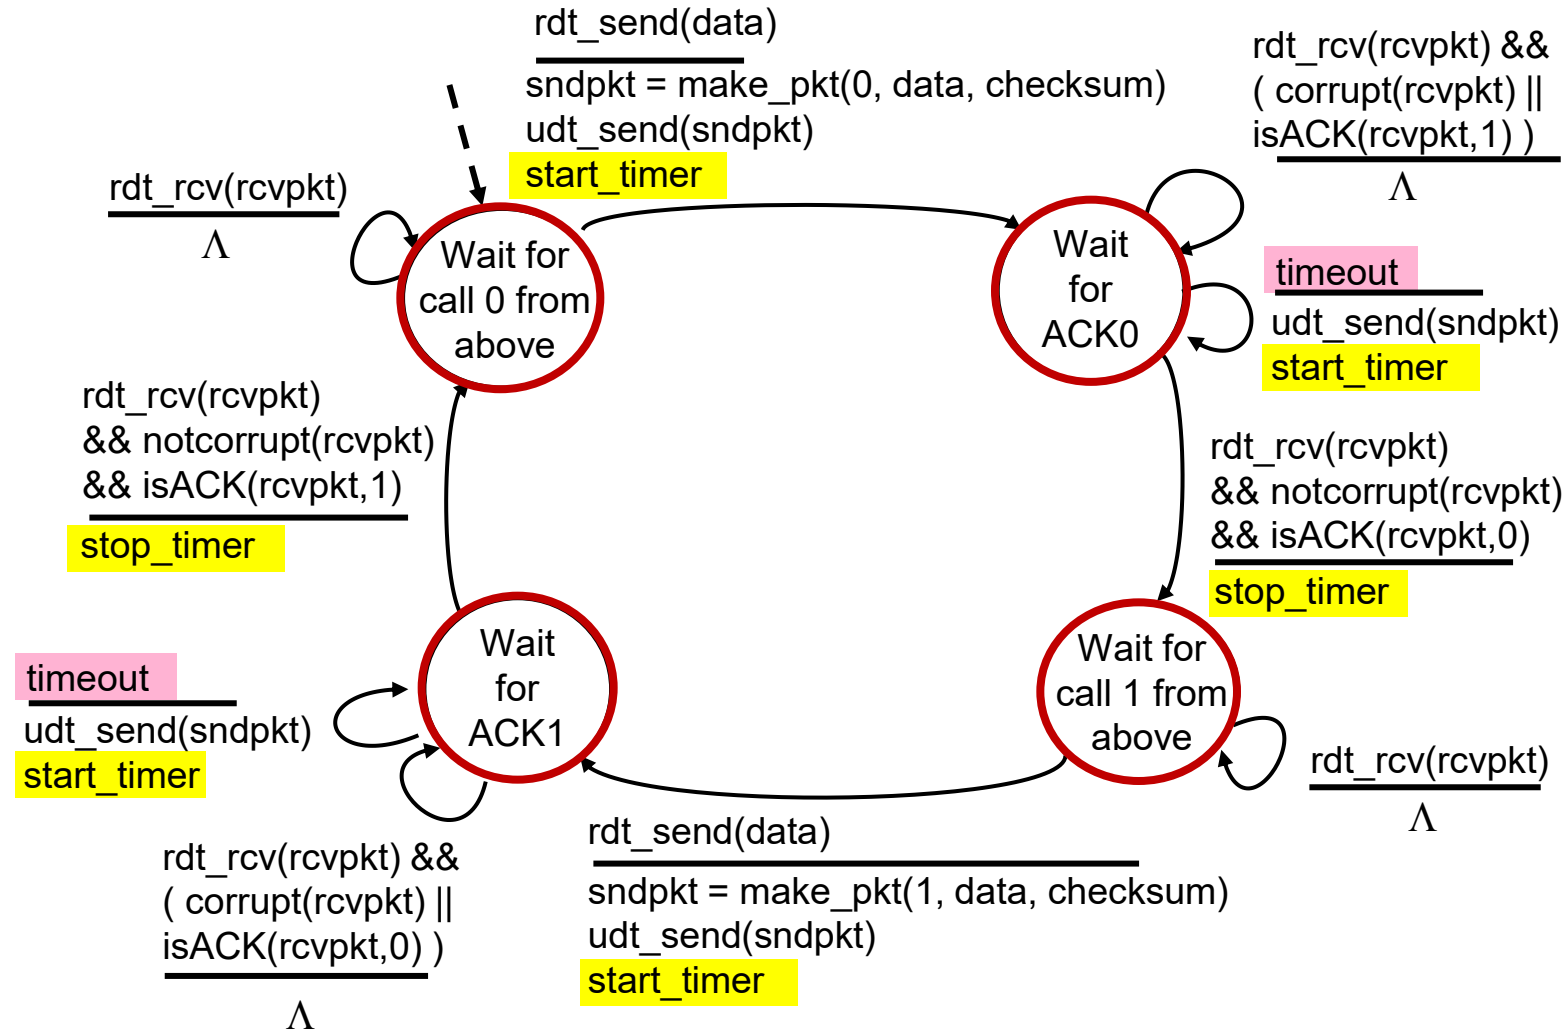 rdt_send(data)
sndpkt = make_pkt(0, data, checksum)
udt_send(sndpkt)
start_timer
rdt_rcv(rcvpkt) &&
( corrupt(rcvpkt) ||
isACK(rcvpkt,1) )
Λ
rdt_rcv(rcvpkt)
Λ
Wait for
call 0 from
above
Wait
for
ACK0
timeout
udt_send(sndpkt)
start_timer
rdt_rcv(rcvpkt)
&& notcorrupt(rcvpkt)
&& isACK(rcvpkt,1)
stop_timer
rdt_rcv(rcvpkt)
&& notcorrupt(rcvpkt)
&& isACK(rcvpkt,0)
stop_timer
Wait
for
ACK1
Wait for
call 1 from
above
timeout
udt_send(sndpkt)
start_timer
rdt_rcv(rcvpkt)
Λ
rdt_rcv(rcvpkt) &&
( corrupt(rcvpkt) ||
isACK(rcvpkt,0) )
Λ
rdt_send(data)
sndpkt = make_pkt(1, data, checksum)
udt_send(sndpkt)
start_timer